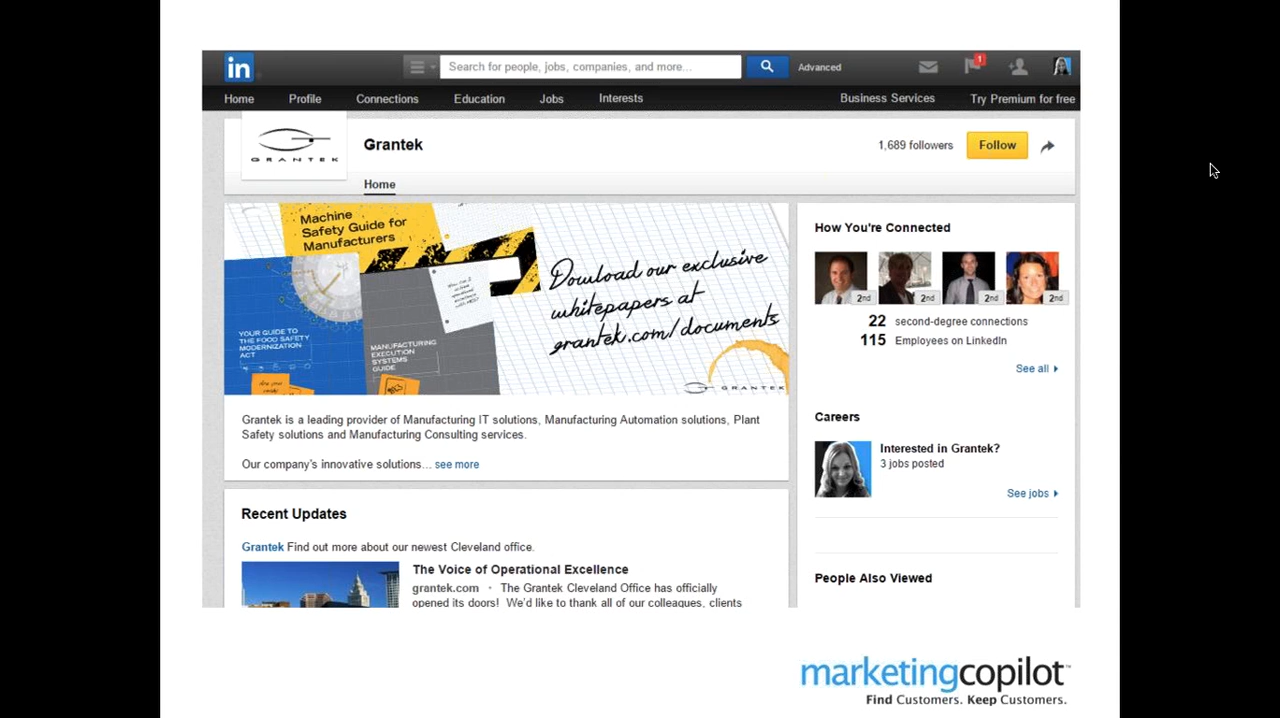 in
Search for people, jobs, companies, and more...
Advanced
1
Home Profile Connections Education Jobs Interests Business Services Try Premium for free
GRANTEK
Grantek
1,689 followers
Follow
Home
Machine
Safety Guide for
Manufacturers
YOUR GUIDE TO
THE FOOD SAFETY
MODERNIZATION
ACT
MANUFACTURING
EXECUTION
SYSTEMS
GUIDE
Dowload our exclusive
whitepapers at
grantek.com/documents
GRANTEK
Grantek is a leading provider of Manufacturing IT solutions, Manufacturing Automation solutions, Plant
Safety solutions and Manufacturing Consulting services.
Our company's innovative solutions... see more
Recent Updates
Grantek Find out more about our newest Cleveland office.
The Voice of Operational Excellence
grantek.com • The Grantek Cleveland Office has officially
opened its doors! We'd like to thank all of our colleagues, clients
How You're Connected
2nd 2nd 2nd 2nd
22 second-degree connections
115 Employees on LinkedIn
See all
Careers
Interested in Grantek?
3 jobs posted
See jobs
People Also Viewed
marketingcopilot™
Find Customers. Keep Customers.